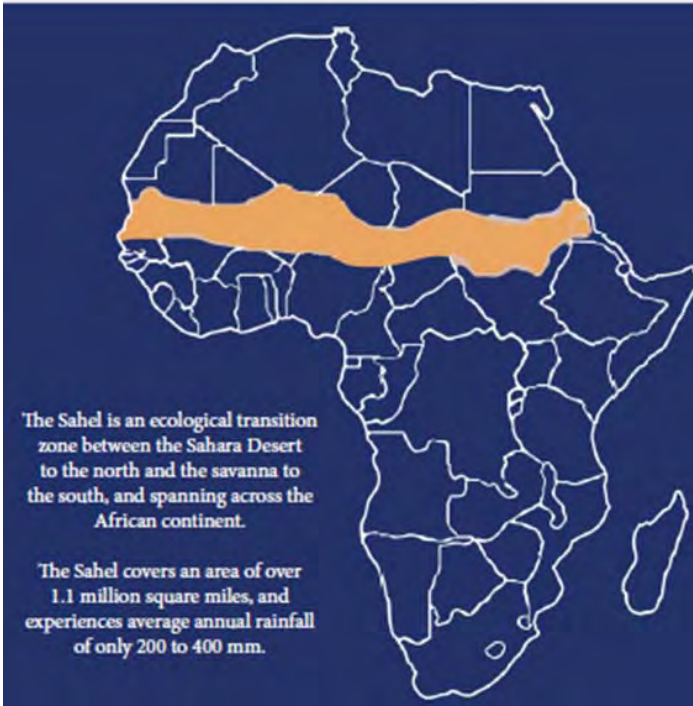 The Sahel is an ecological transition
zone between the Sahara Desert
to the north and the savanna to
the south, and spanning across the
African continent.
The Sahel covers an area of over
1.1 million square miles, and
experiences average annual rainfall
of only 200 to 400 mm.